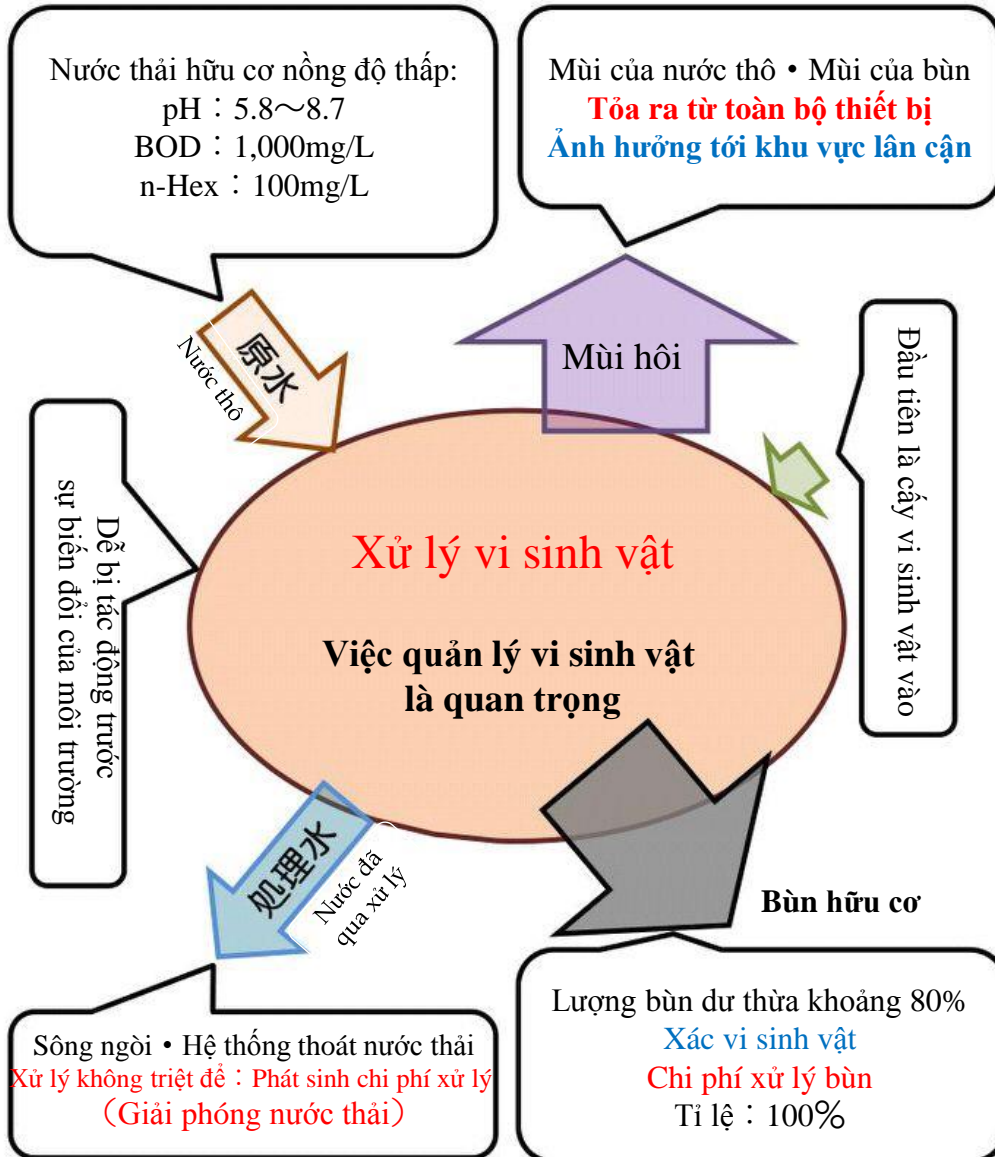 Nước thải hữu cơ nồng độ thấp:
pH：5.8～8.7
BOD：1,000mg/L
n-Hex：100mg/L
Mùi của nước thô・Mùi của bùn
Tỏa ra từ toàn bộ thiết bị
Ảnh hưởng tới khu vực lân cận
原水
Nước thô
Mùi hôi
Đầu tiên là cấy vi sinh vật vào
Dễ bị tác động trước
sự biến đổi của môi trường
Xử lý vi sinh vật
Việc quản lý vi sinh vật
là quan trọng
処理水
Nước đã
qua xử lý
Bùn hữu cơ
Sông ngòi・Hệ thống thoát nước thải
Xử lý không triệt để：Phát sinh chi phí xử lý
（Giải phóng nước thải）
Lượng bùn dư thừa khoảng 80%
Xác vi sinh vật
Chi phí xử lý bùn
Tỉ lệ：100％